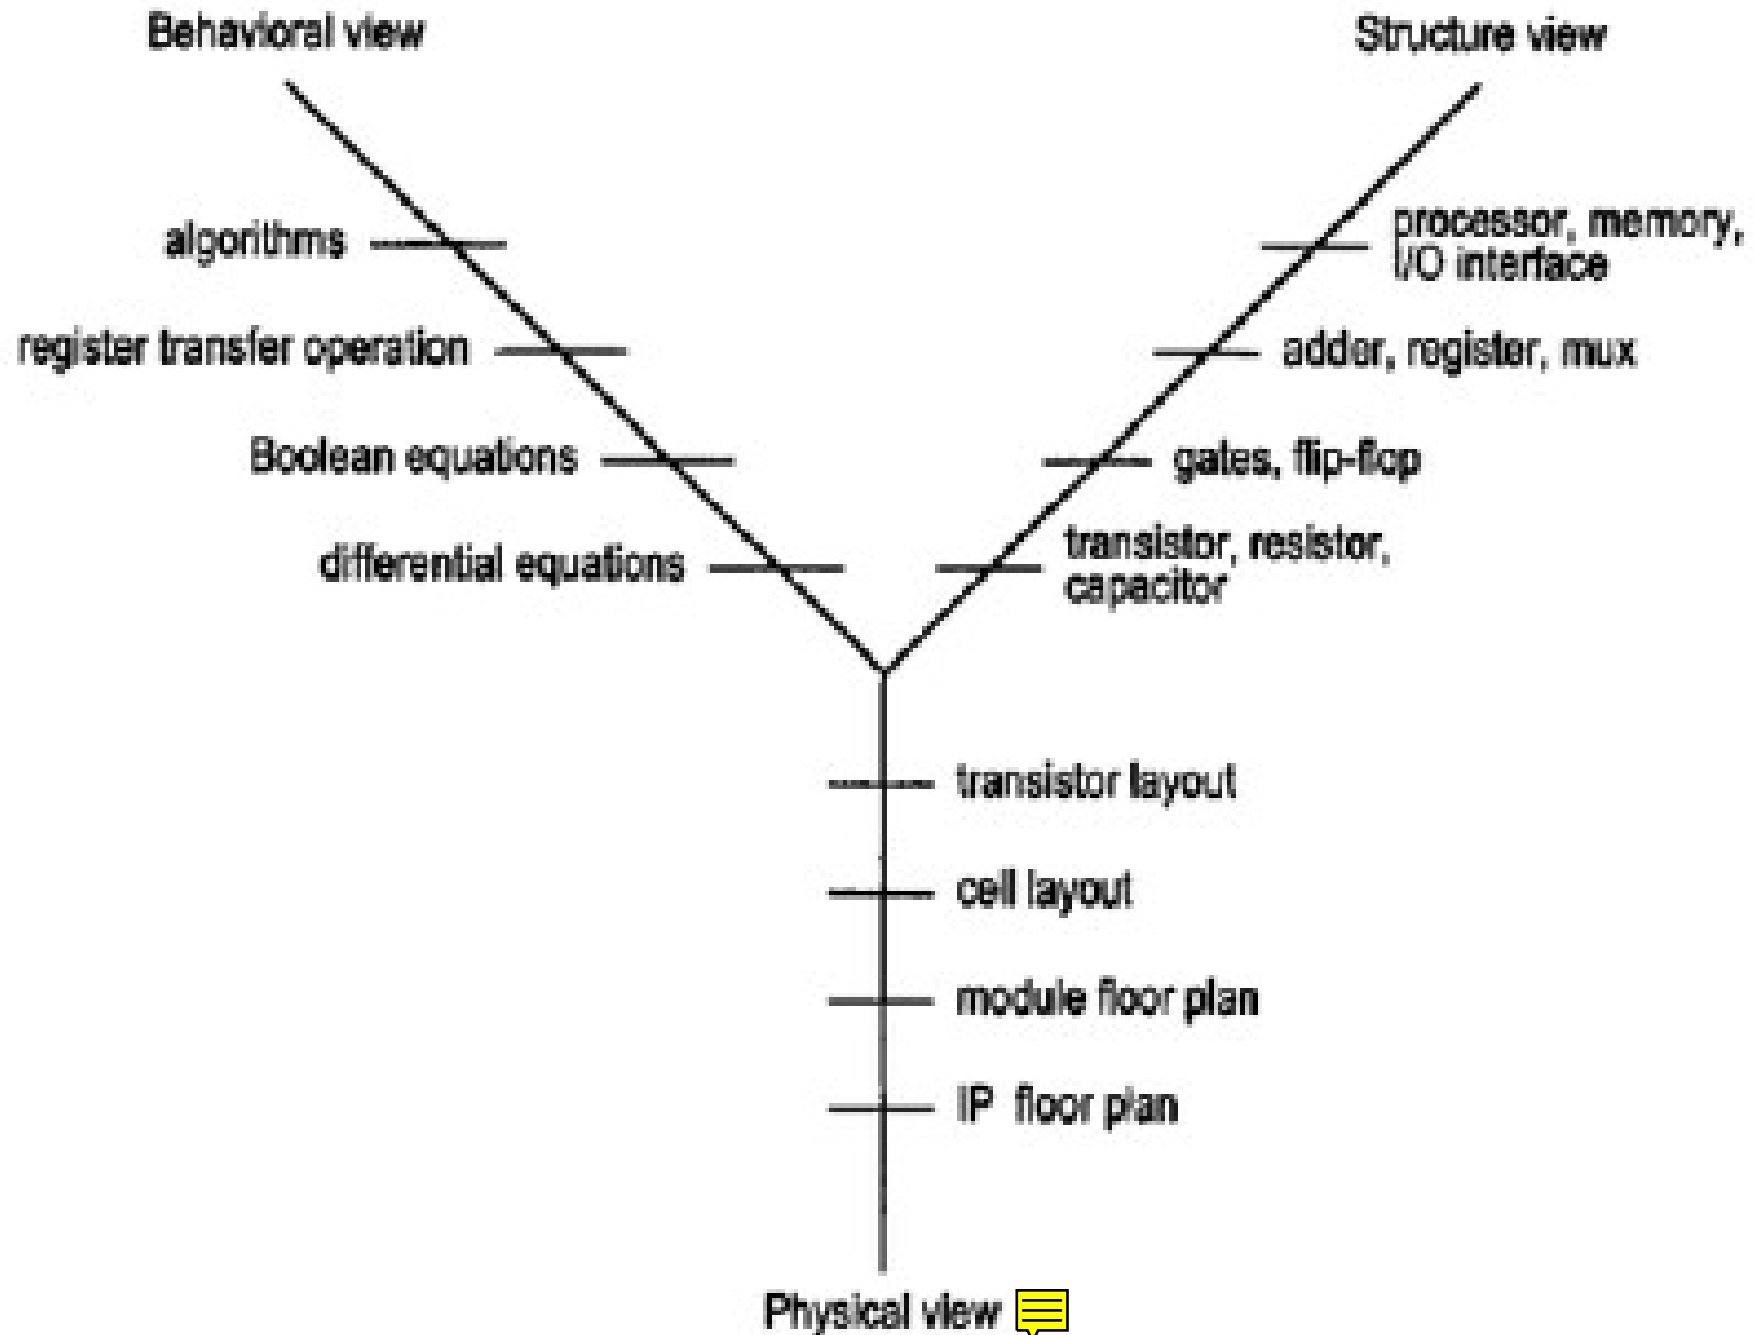 Behavioral view
Structure view
algorithms
processor, memory,
I/O interface
register transfer operation
adder, register, mux
Boolean equations
gates, flip-flop
differential equations
transistor, resistor,
capacitor
transistor layout
cell layout
module floor plan
IP floor plan
Physical view